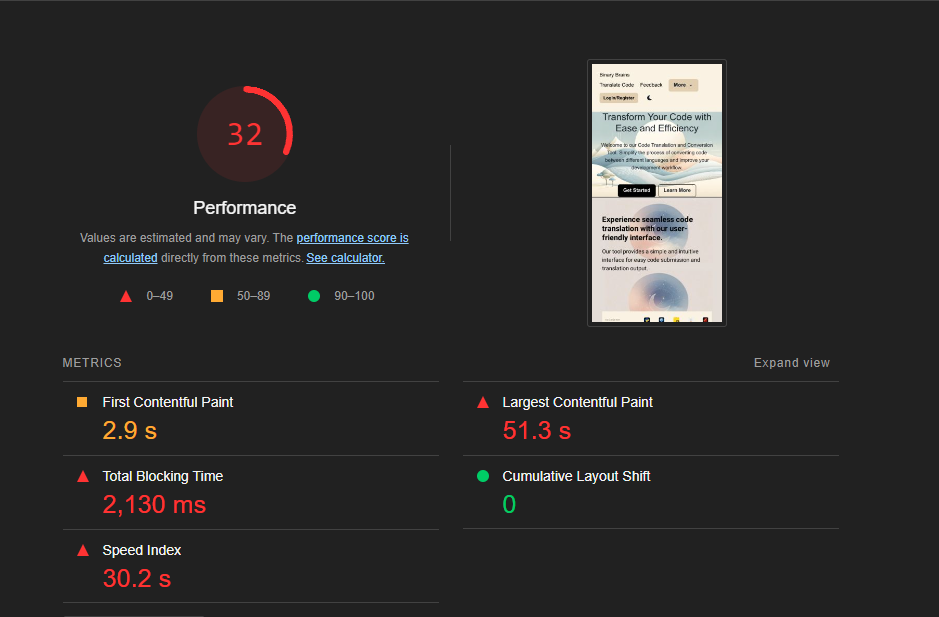 32
Performance
Values are estimated and may vary. The performance score is
calculated directly from these metrics. See calculator.
0–49
50–89
90–100
Binary Brains
Translate Code Feedback More
Login/Register
Transform Your Code with
Ease and Efficiency
Welcome to our Code Translation and Conversion
Tool. Simplify the process of converting code
between different languages and improve your
development workflow.
Get Started Learn More
Experience seamless code
translation with our user-
friendly interface.
Our tool provides a simple and intuitive
interface for easy code submission and
translation output.
METRICS
Expand view
First Contentful Paint
2.9 s
Largest Contentful Paint
51.3 s
Total Blocking Time
2,130 ms
Cumulative Layout Shift
0
Speed Index
30.2 s